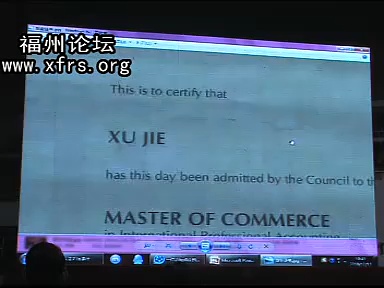 福州论坛
www.xfrs.org
This is to certify that
XU JIE
has this day been admitted by the Council to th
MASTER OF COMMERCE
in International Professional Accounting